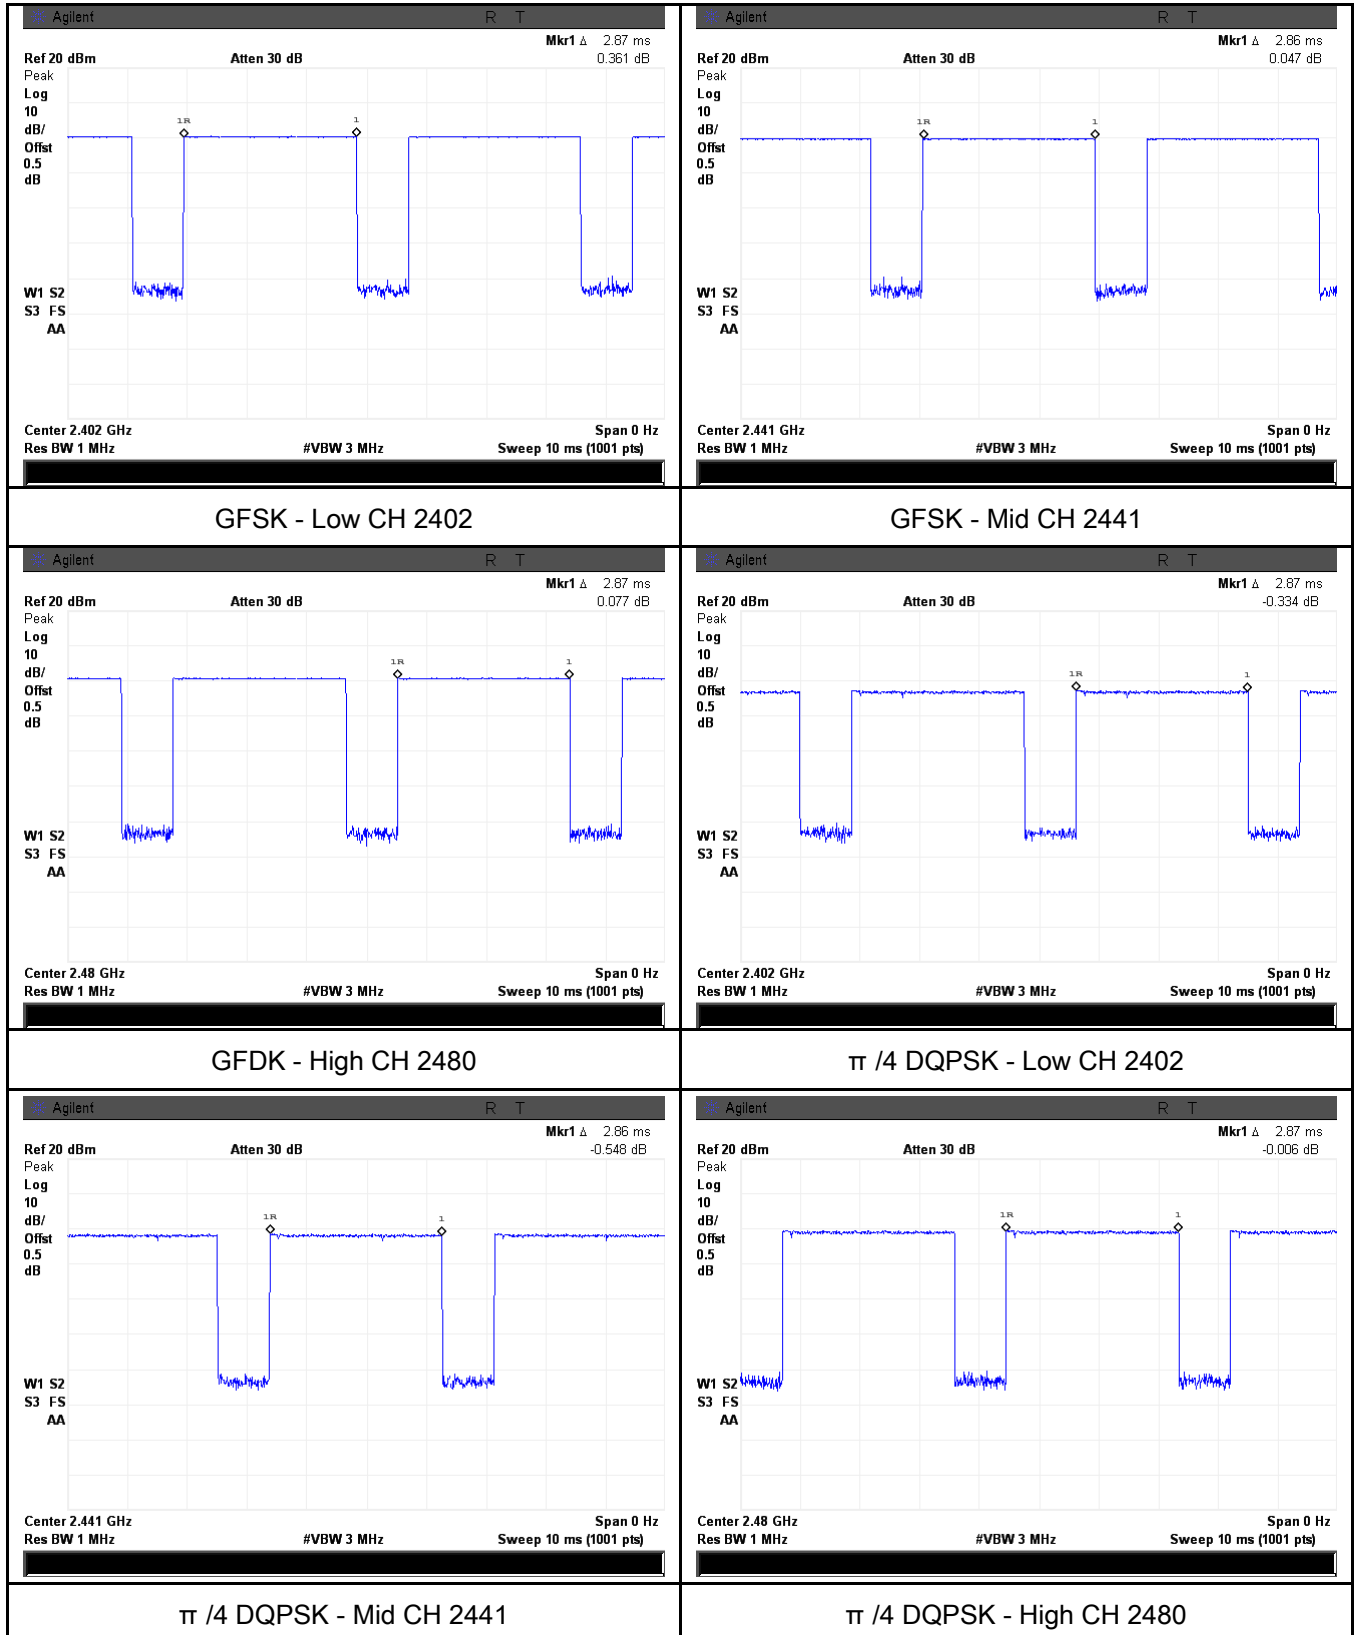 Agilent R T
Mkr1 Δ 2.87 ms
Ref 20 dBm Atten 30 dB 0.361 dB
Peak
Log
10
dB/
Offst
0.5
dB
1R 1
W1 S2
S3 FS
AA
Center 2.402 GHz Span 0 Hz
Res BW 1 MHz #VBW 3 MHz Sweep 10 ms (1001 pts)
GFSK - Low CH 2402
Agilent R T
Mkr1 Δ 2.86 ms
Ref 20 dBm Atten 30 dB 0.047 dB
Peak
Log
10
dB/
Offst
0.5
dB
1R 1
W1 S2
S3 FS
AA
Center 2.441 GHz Span 0 Hz
Res BW 1 MHz #VBW 3 MHz Sweep 10 ms (1001 pts)
GFSK - Mid CH 2441
Agilent R T
Mkr1 Δ 2.87 ms
Ref 20 dBm Atten 30 dB 0.077 dB
Peak
Log
10
dB/
Offst
0.5
dB
1R 1
W1 S2
S3 FS
AA
Center 2.48 GHz Span 0 Hz
Res BW 1 MHz #VBW 3 MHz Sweep 10 ms (1001 pts)
GFDK - High CH 2480
Agilent R T
Mkr1 Δ 2.87 ms
Ref 20 dBm Atten 30 dB -0.334 dB
Peak
Log
10
dB/
Offst
0.5
dB
1R 1
W1 S2
S3 FS
AA
Center 2.402 GHz Span 0 Hz
Res BW 1 MHz #VBW 3 MHz Sweep 10 ms (1001 pts)
π /4 DQPSK - Low CH 2402
Agilent R T
Mkr1 Δ 2.86 ms
Ref 20 dBm Atten 30 dB -0.548 dB
Peak
Log
10
dB/
Offst
0.5
dB
1R 1
W1 S2
S3 FS
AA
Center 2.441 GHz Span 0 Hz
Res BW 1 MHz #VBW 3 MHz Sweep 10 ms (1001 pts)
π /4 DQPSK - Mid CH 2441
Agilent R T
Mkr1 Δ 2.87 ms
Ref 20 dBm Atten 30 dB -0.006 dB
Peak
Log
10
dB/
Offst
0.5
dB
1R 1
W1 S2
S3 FS
AA
Center 2.48 GHz Span 0 Hz
Res BW 1 MHz #VBW 3 MHz Sweep 10 ms (1001 pts)
π /4 DQPSK - High CH 2480